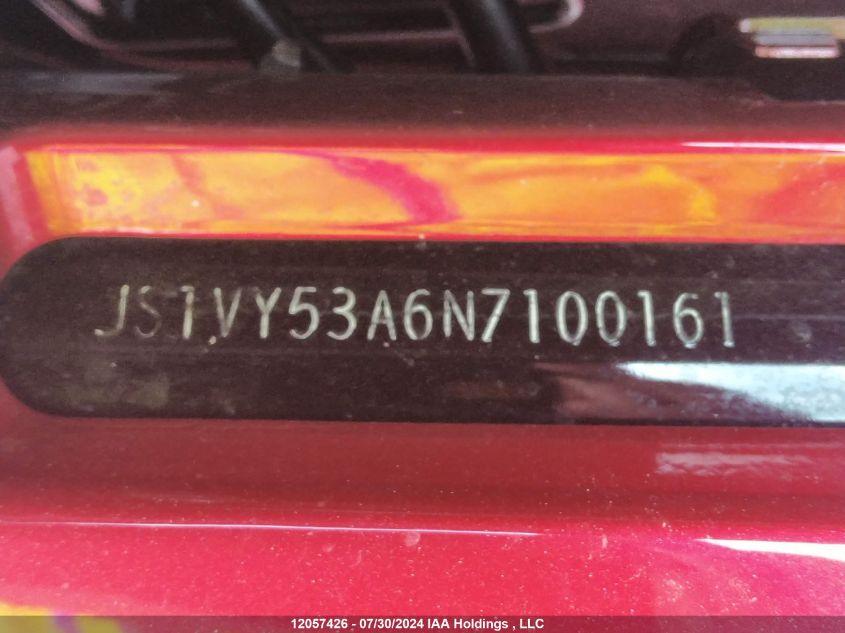 JS1VY53A6N7100161
12057426 - 07/30/2024 IAA Holdings , LLC